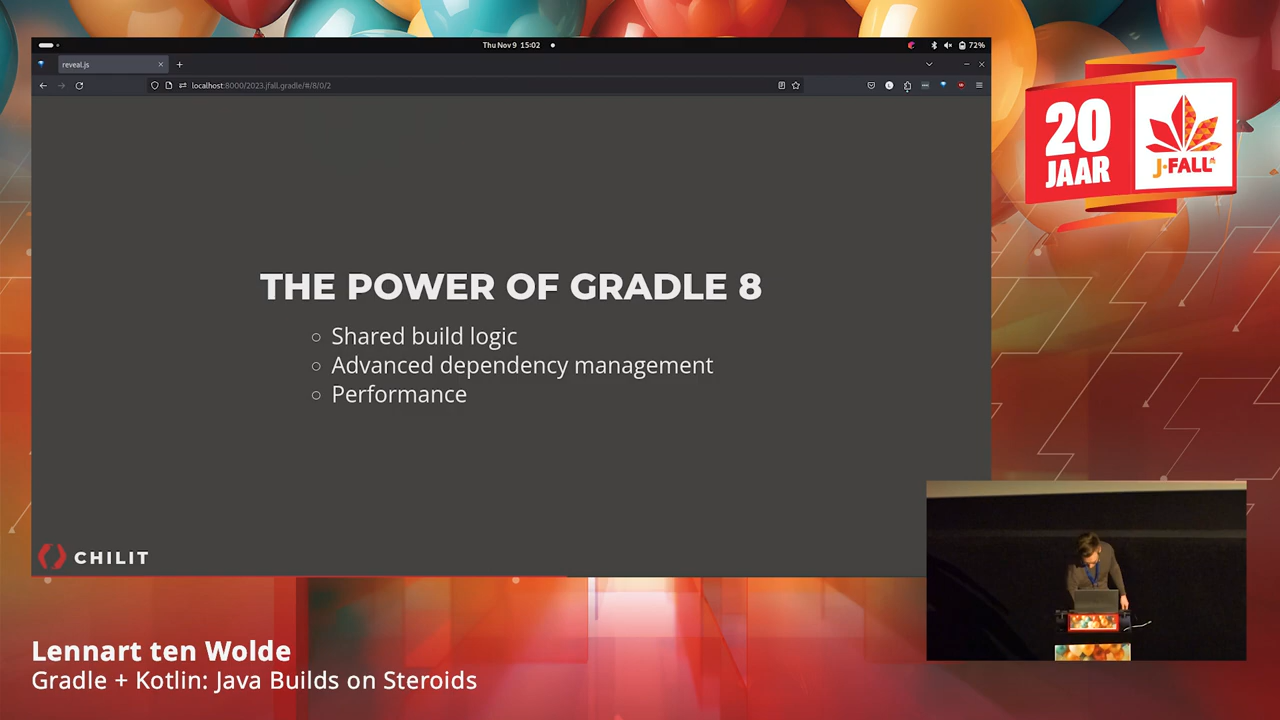 Thu Nov 9 15:02
72%
reveal.js
localhost:8000/2023.jfall.gradle/#/8/0/2
20
JAAR
J-FALL
THE POWER OF GRADLE 8
Shared build logic
Advanced dependency management
Performance
CHILIT
Lennart ten Wolde
Gradle + Kotlin: Java Builds on Steroids